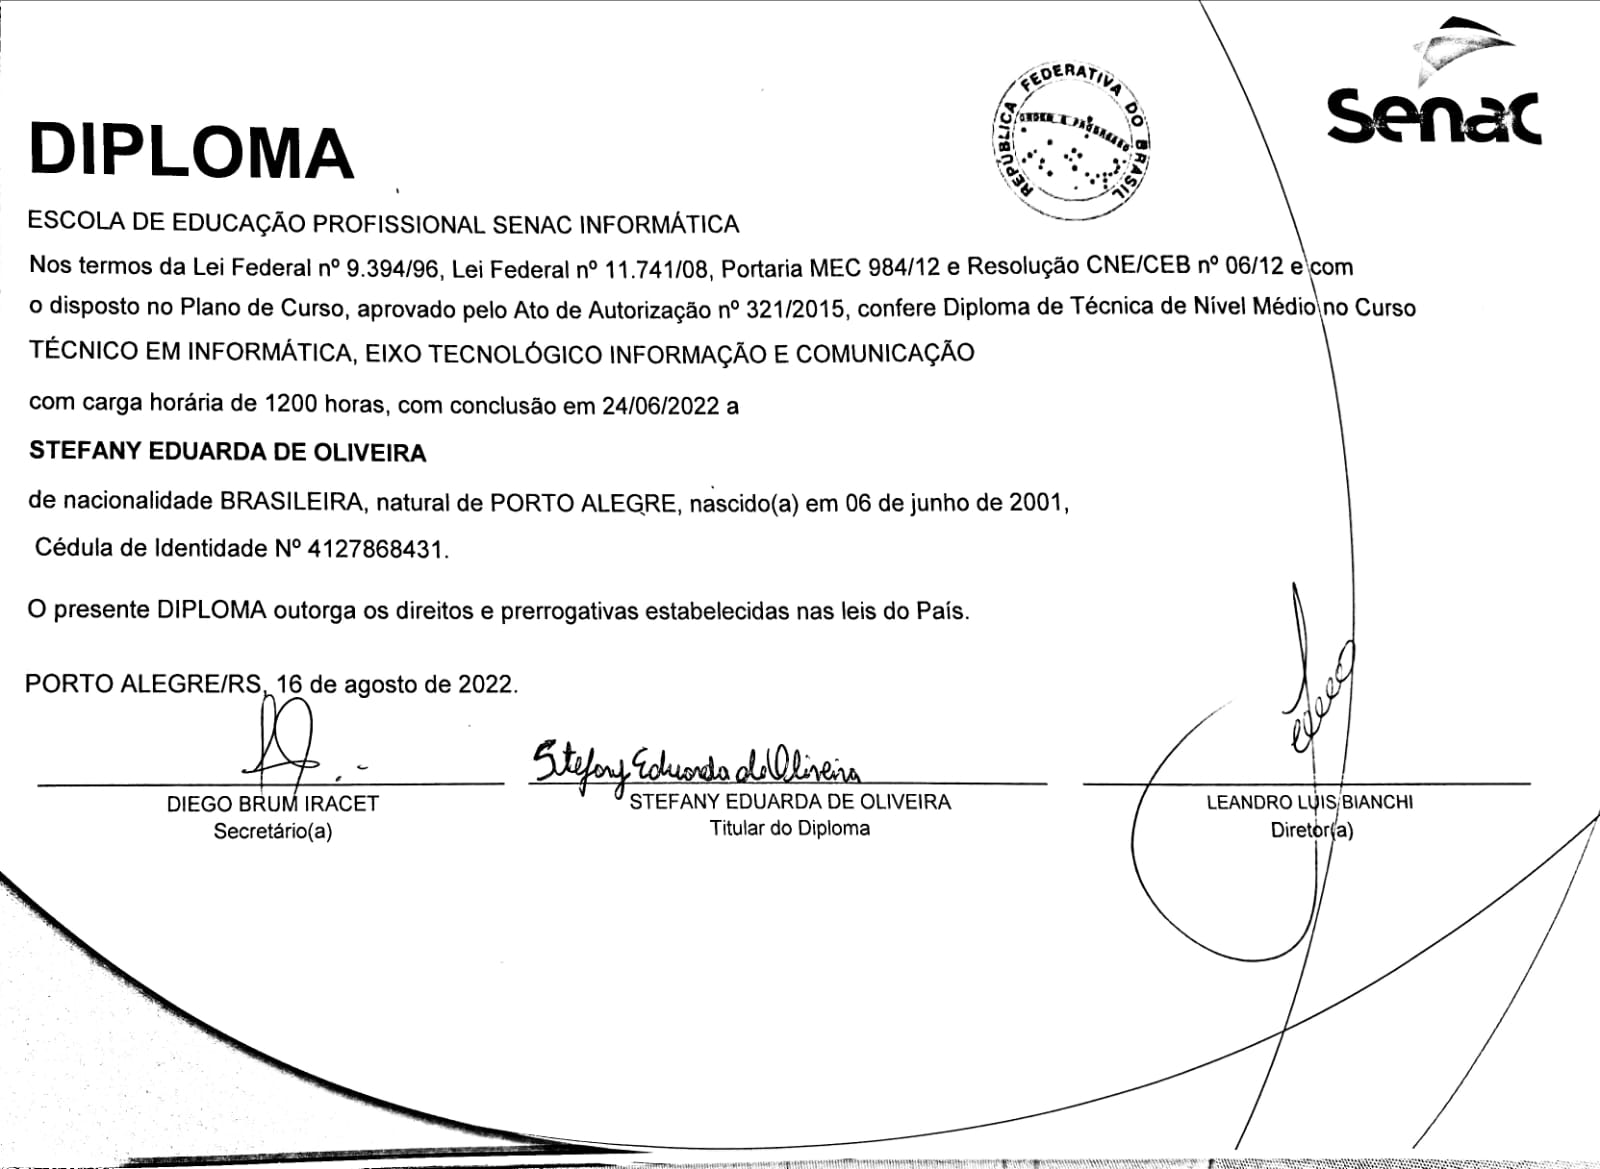 REPÚBLICA FEDERATIVA DO BRASIL
ORDEM E PROGRESSO
Senac
DIPLOMA
ESCOLA DE EDUCAÇÃO PROFISSIONAL SENAC INFORMÁTICA
Nos termos da Lei Federal nº 9.394/96, Lei Federal nº 11.741/08, Portaria MEC 984/12 e Resolução CNE/CEB nº 06/12 e com
o disposto no Plano de Curso, aprovado pelo Ato de Autorização nº 321/2015, confere Diploma de Técnica de Nível Médio no Curso
TÉCNICO EM INFORMÁTICA, EIXO TECNOLÓGICO INFORMAÇÃO E COMUNICAÇÃO
com carga horária de 1200 horas, com conclusão em 24/06/2022 a
STEFANY EDUARDA DE OLIVEIRA
de nacionalidade BRASILEIRA, natural de PORTO ALEGRE, nascido(a) em 06 de junho de 2001,
Cédula de Identidade Nº 4127868431.
O presente DIPLOMA outorga os direitos e prerrogativas estabelecidas nas leis do País.
PORTO ALEGRE/RS, 16 de agosto de 2022.
Stefany Eduarda de Oliveira
DIEGO BRUM IRACET
Secretário(a)
STEFANY EDUARDA DE OLIVEIRA
Titular do Diploma
LEANDRO LUIS BIANCHI
Diretor(a)